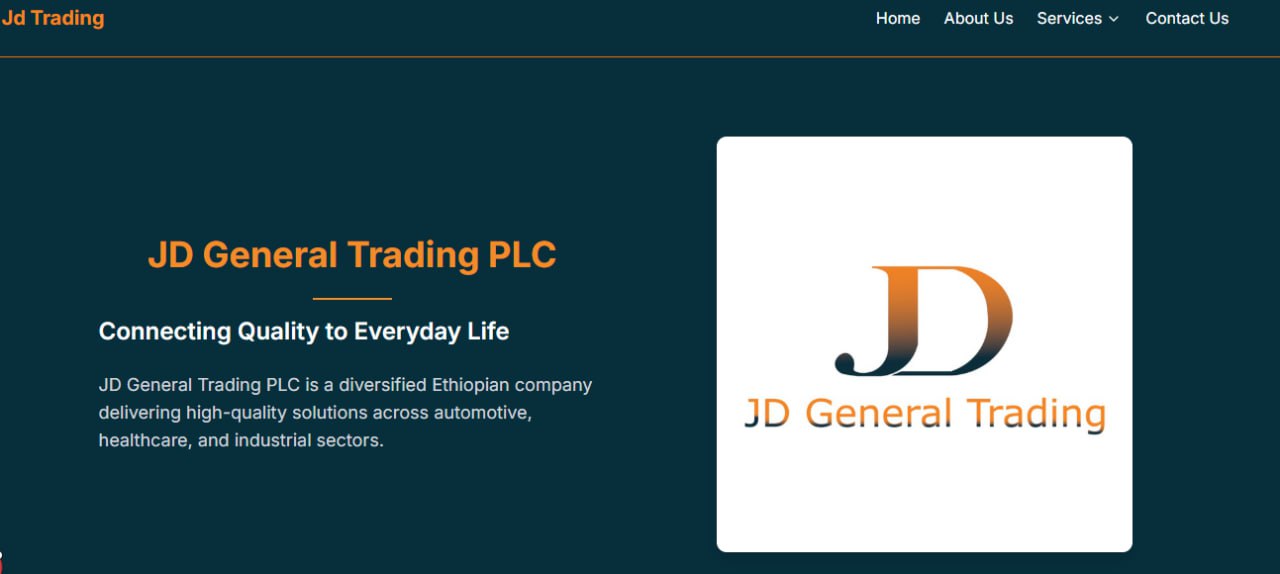 Jd Trading
Home
About Us
Services
Contact Us
JD General Trading PLC
Connecting Quality to Everyday Life
JD General Trading PLC is a diversified Ethiopian company
delivering high-quality solutions across automotive,
healthcare, and industrial sectors.
JD
JD General Trading